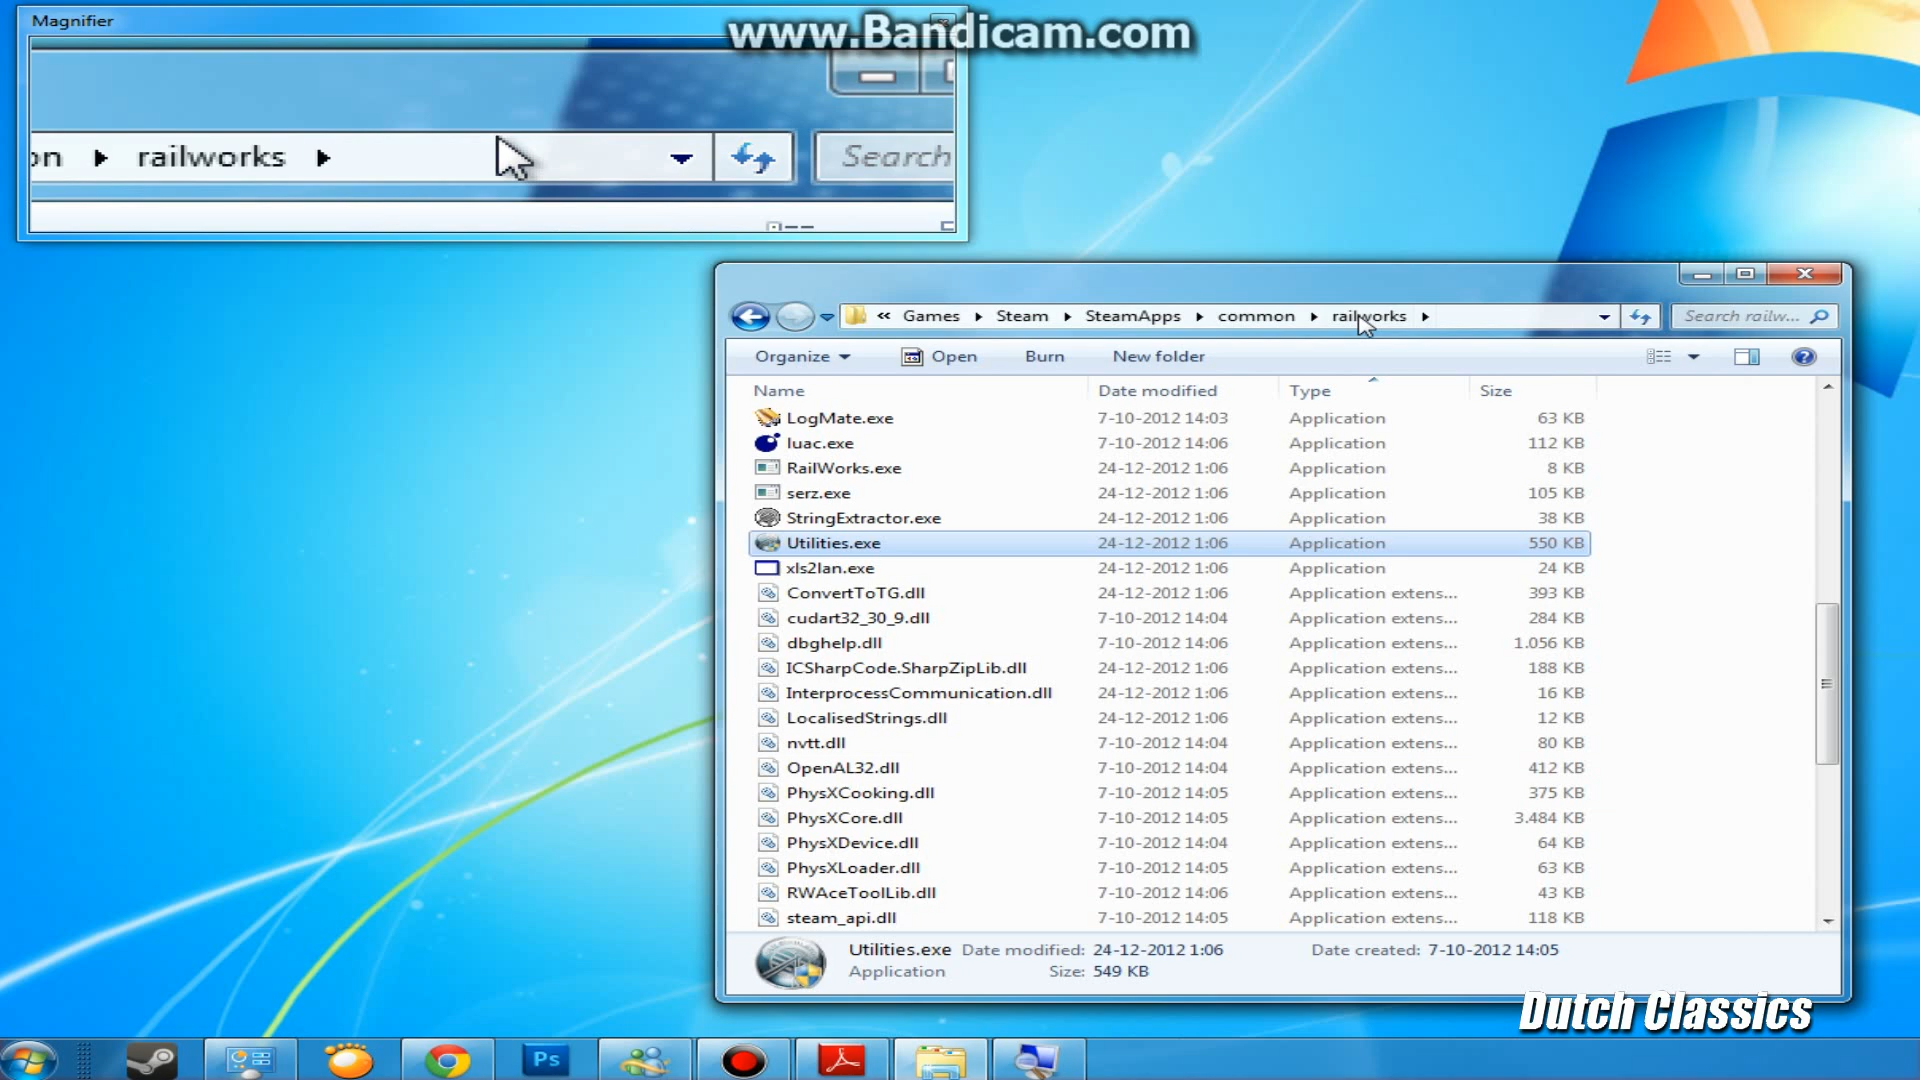 Magnifier
www.Bandicam.com
on ▸ railworks ▸
Search
« Games ▸ Steam ▸ SteamApps ▸ common ▸ railworks ▸
Search railw...
Organize Open Burn New folder
Name Date modified Type Size
LogMate.exe 7-10-2012 14:03 Application 63 KB
luac.exe 7-10-2012 14:06 Application 112 KB
RailWorks.exe 24-12-2012 1:06 Application 8 KB
serz.exe 24-12-2012 1:06 Application 105 KB
StringExtractor.exe 24-12-2012 1:06 Application 38 KB
Utilities.exe 24-12-2012 1:06 Application 550 KB
xls2lan.exe 24-12-2012 1:06 Application 24 KB
ConvertToTG.dll 24-12-2012 1:06 Application extens... 393 KB
cudart32_30_9.dll 7-10-2012 14:04 Application extens... 284 KB
dbghelp.dll 7-10-2012 14:06 Application extens... 1.056 KB
ICSharpCode.SharpZipLib.dll 24-12-2012 1:06 Application extens... 188 KB
InterprocessCommunication.dll 24-12-2012 1:06 Application extens... 16 KB
LocalisedStrings.dll 24-12-2012 1:06 Application extens... 12 KB
nvtt.dll 7-10-2012 14:04 Application extens... 80 KB
OpenAL32.dll 7-10-2012 14:04 Application extens... 412 KB
PhysXCooking.dll 7-10-2012 14:05 Application extens... 375 KB
PhysXCore.dll 7-10-2012 14:05 Application extens... 3.484 KB
PhysXDevice.dll 7-10-2012 14:04 Application extens... 64 KB
PhysXLoader.dll 7-10-2012 14:05 Application extens... 63 KB
RWAceToolLib.dll 7-10-2012 14:06 Application extens... 43 KB
steam_api.dll 7-10-2012 14:05 Application extens... 118 KB
Utilities.exe Date modified: 24-12-2012 1:06 Date created: 7-10-2012 14:05
Application Size: 549 KB
Dutch Classics
Ps